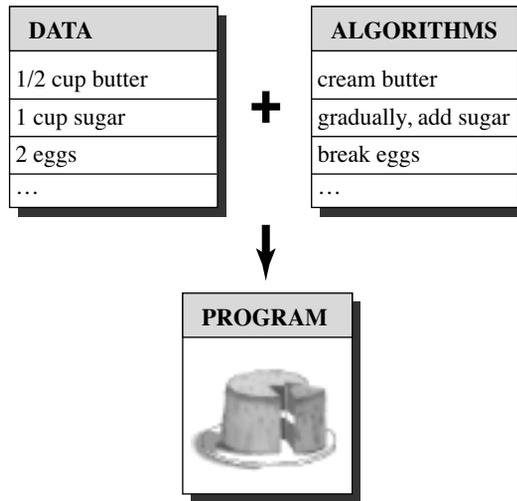 DATA
1/2 cup butter
1 cup sugar
2 eggs
…
+
ALGORITHMS
cream butter
gradually, add sugar
break eggs
…
PROGRAM